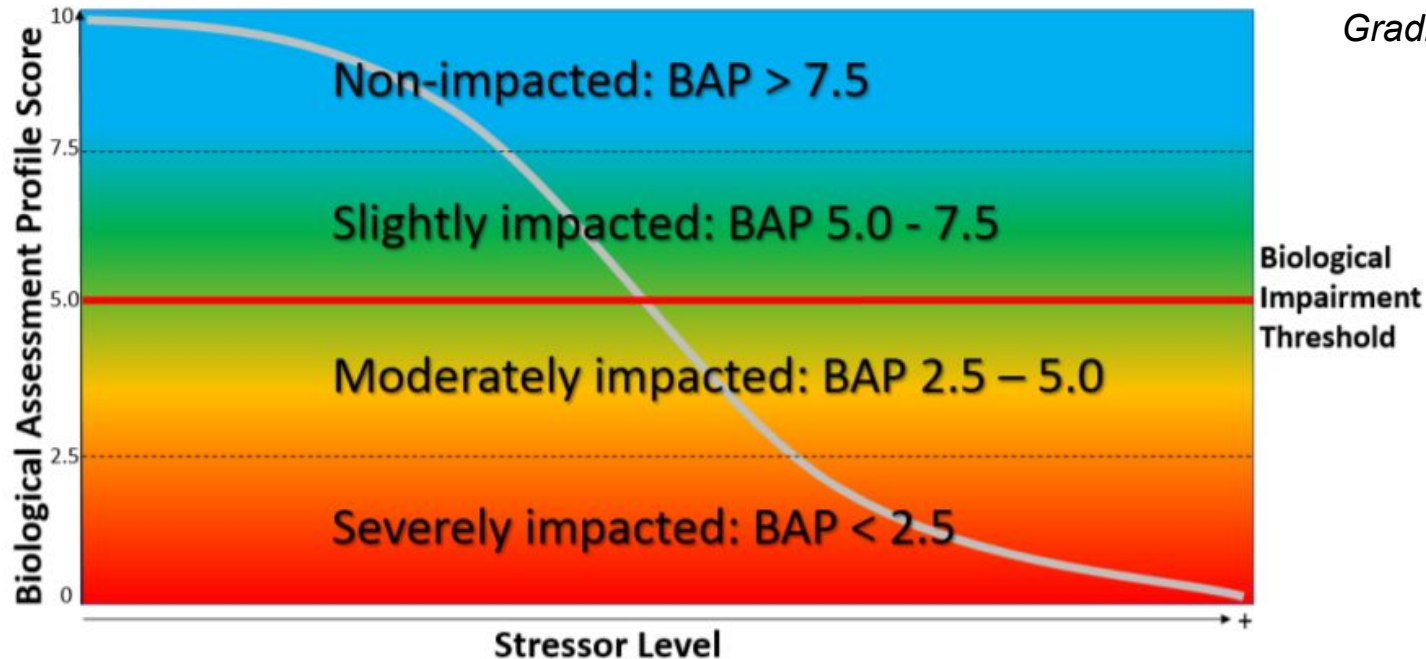 Biological Assessment Profile Score
10
7.5
5.0
2.5
0
Non-impacted: BAP > 7.5
Slightly impacted: BAP 5.0 - 7.5
Moderately impacted: BAP 2.5 – 5.0
Severely impacted: BAP < 2.5
Biological
Impairment
Threshold
+
Stressor Level